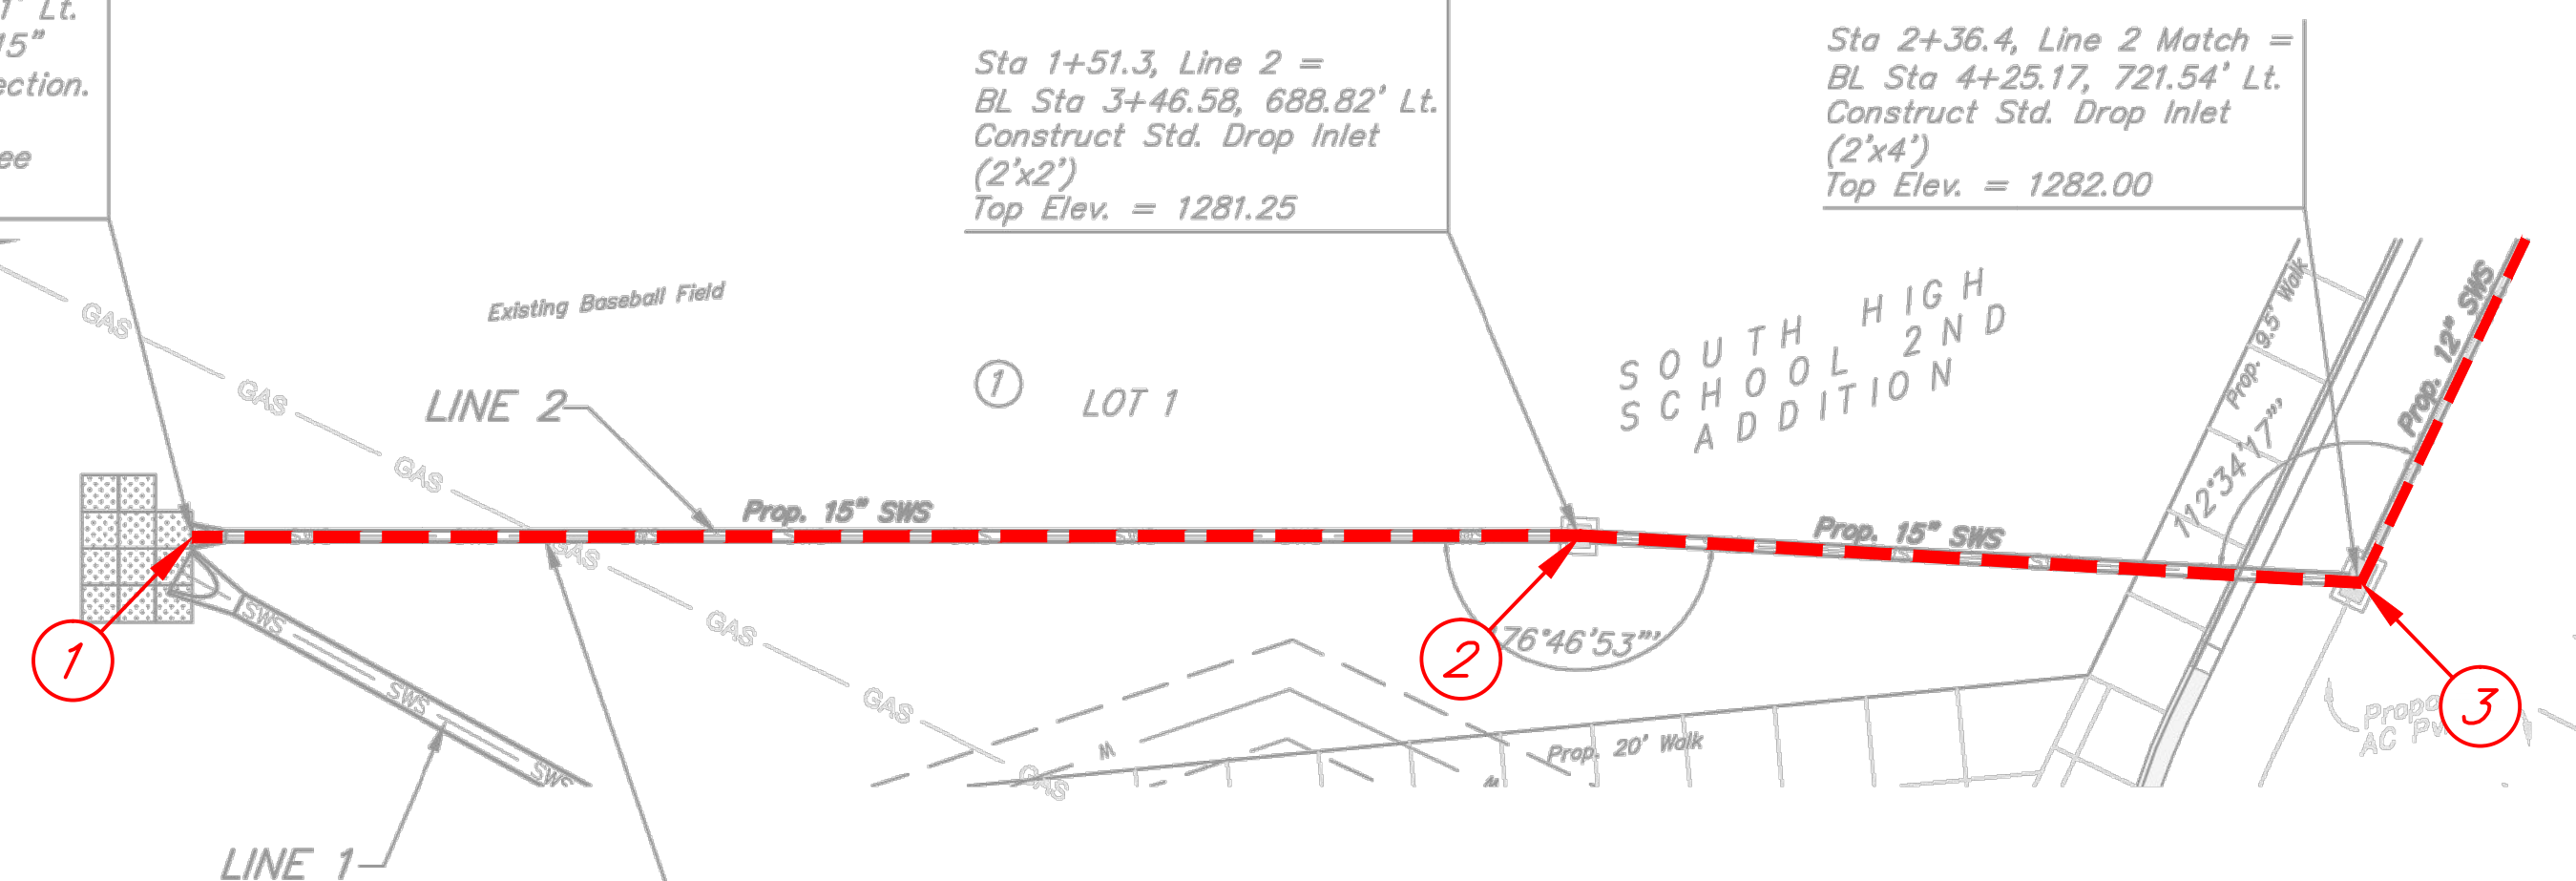 1' Lt.
15"
ection.
ee
Sta 1+51.3, Line 2 =
BL Sta 3+46.58, 688.82' Lt.
Construct Std. Drop Inlet
(2'x2')
Top Elev. = 1281.25
Sta 2+36.4, Line 2 Match =
BL Sta 4+25.17, 721.54' Lt.
Construct Std. Drop Inlet
(2'x4')
Top Elev. = 1282.00
GAS
GAS
GAS
GAS
GAS
GAS
GAS
Existing Baseball Field
LINE 2
1
LOT 1
SOUTH HIGH
SCHOOL 2ND
ADDITION
Prop. 9.5' Walk
Prop. 12" SWS
112°34'17"'
Prop. 15" SWS
Prop. 15" SWS
SWS
SWS
SWS
76°46'53"'
1
2
3
W
Prop. 20' Walk
Propo
AC Pv
LINE 1